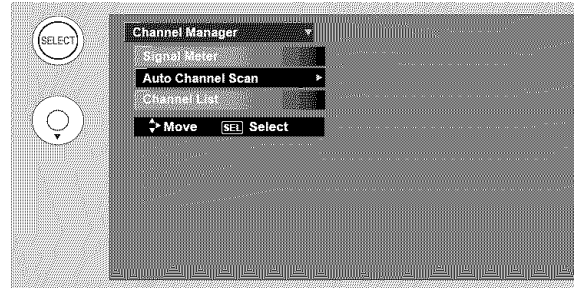 SELECT
Channel Manager
Signal Meter
Auto Channel Scan
Channel List
Move SEL Select